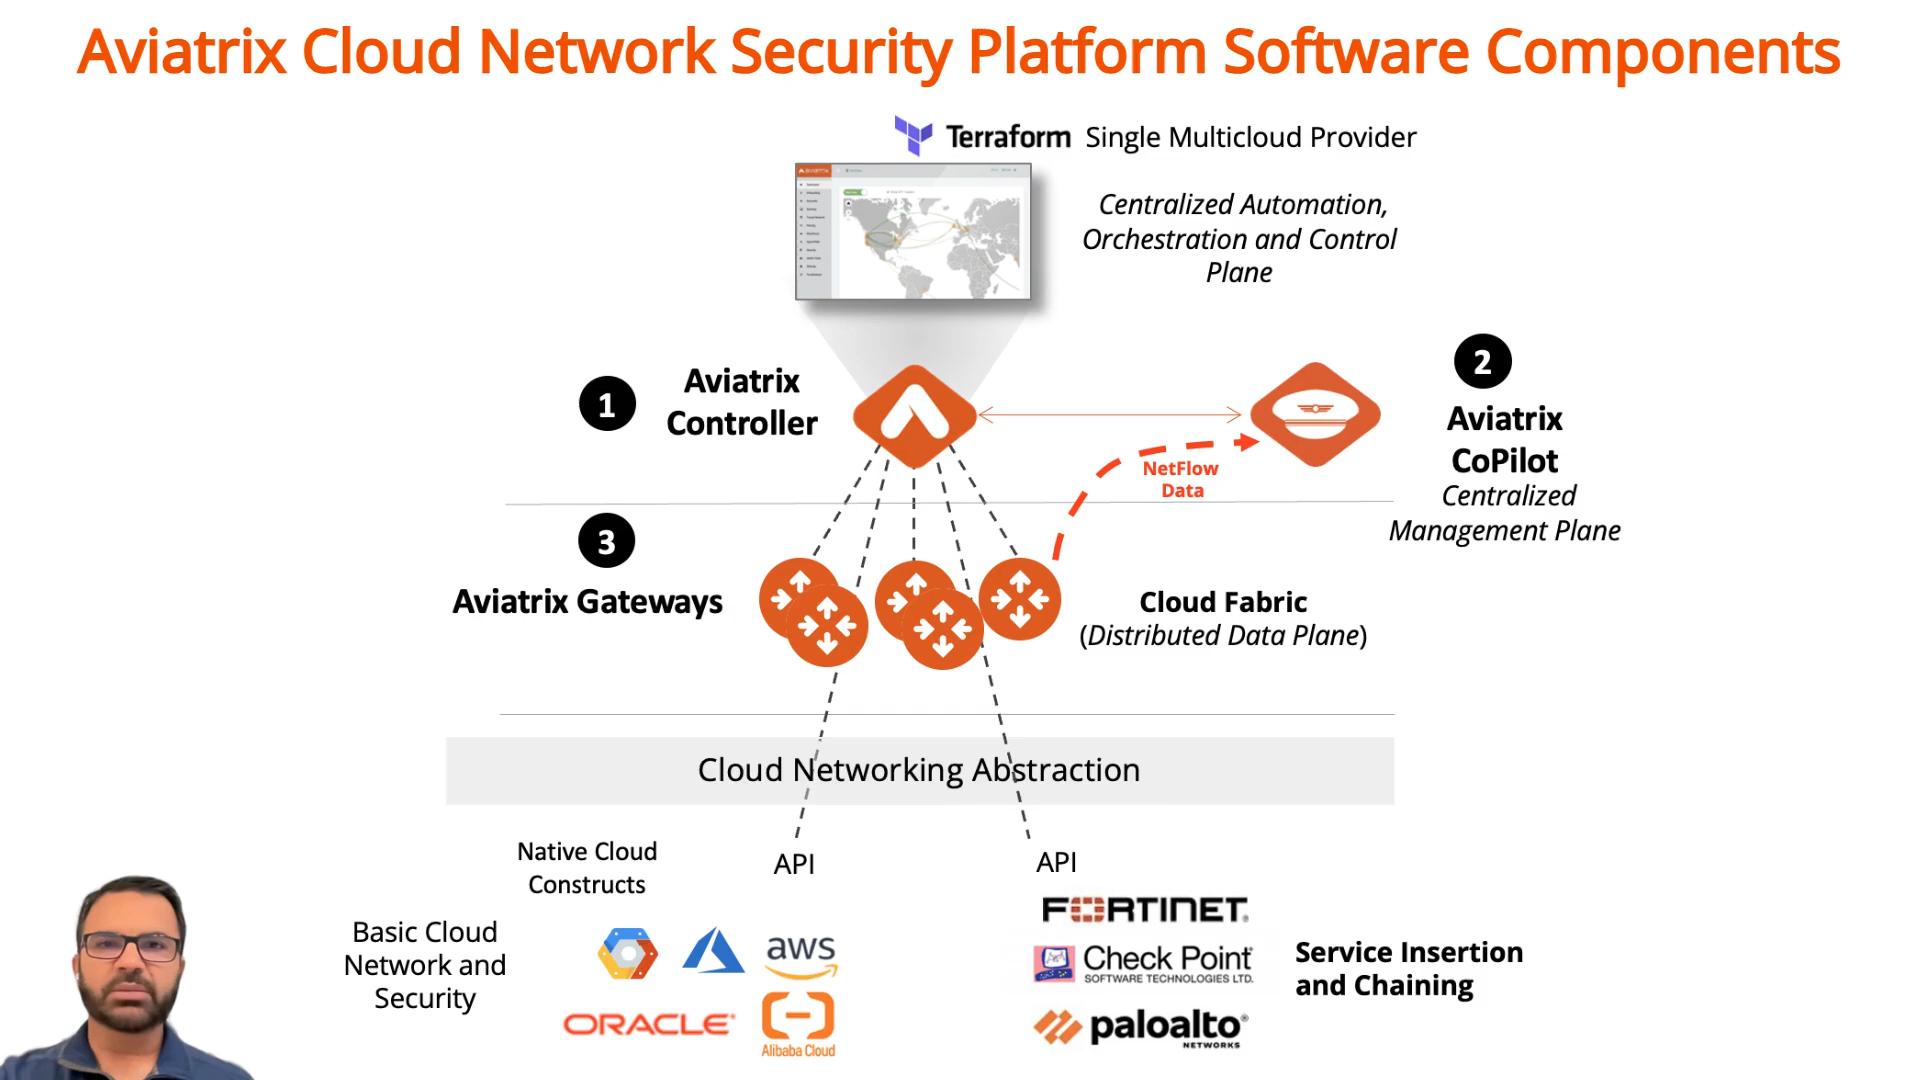 Aviatrix Cloud Network Security Platform Software Components
Terraform Single Multicloud Provider
Centralized Automation,
Orchestration and Control
Plane
1
Aviatrix
Controller
2
Aviatrix
CoPilot
Centralized
Management Plane
NetFlow
Data
3
Aviatrix Gateways
Cloud Fabric
(Distributed Data Plane)
Cloud Networking Abstraction
Native Cloud
Constructs
API
API
Basic Cloud
Network and
Security
aws
ORACLE
Alibaba Cloud
FORTINET
Check Point
SOFTWARE TECHNOLOGIES LTD.
paloalto
NETWORKS
Service Insertion
and Chaining